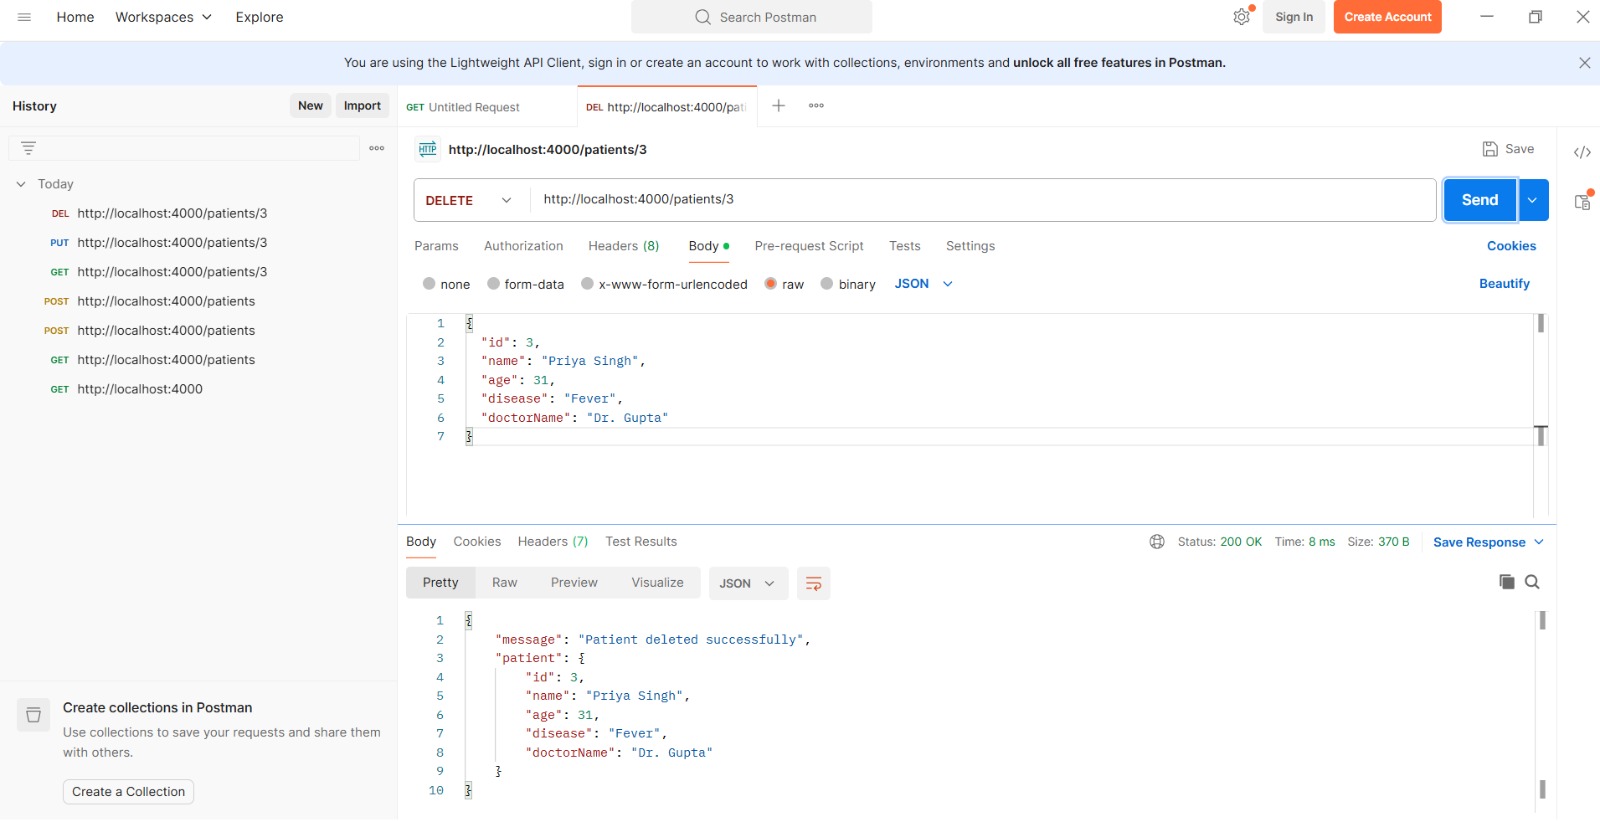 Home Workspaces Explore Search Postman Sign In Create Account
You are using the Lightweight API Client, sign in or create an account to work with collections, environments and unlock all free features in Postman.
History New Import
Today
DEL http://localhost:4000/patients/3
PUT http://localhost:4000/patients/3
GET http://localhost:4000/patients/3
POST http://localhost:4000/patients
POST http://localhost:4000/patients
GET http://localhost:4000/patients
GET http://localhost:4000
Create collections in Postman
Use collections to save your requests and share them
with others.
Create a Collection
GET Untitled Request DEL http://localhost:4000/pati
HTTP http://localhost:4000/patients/3 Save
DELETE http://localhost:4000/patients/3 Send
Params Authorization Headers (8) Body Pre-request Script Tests Settings Cookies
none form-data x-www-form-urlencoded raw binary JSON Beautify
1 {
2 "id": 3,
3 "name": "Priya Singh",
4 "age": 31,
5 "disease": "Fever",
6 "doctorName": "Dr. Gupta"
7 }
Body Cookies Headers (7) Test Results Status: 200 OK Time: 8 ms Size: 370 B Save Response
Pretty Raw Preview Visualize JSON
1 {
2 "message": "Patient deleted successfully",
3 "patient": {
4 "id": 3,
5 "name": "Priya Singh",
6 "age": 31,
7 "disease": "Fever",
8 "doctorName": "Dr. Gupta"
9 }
10 }